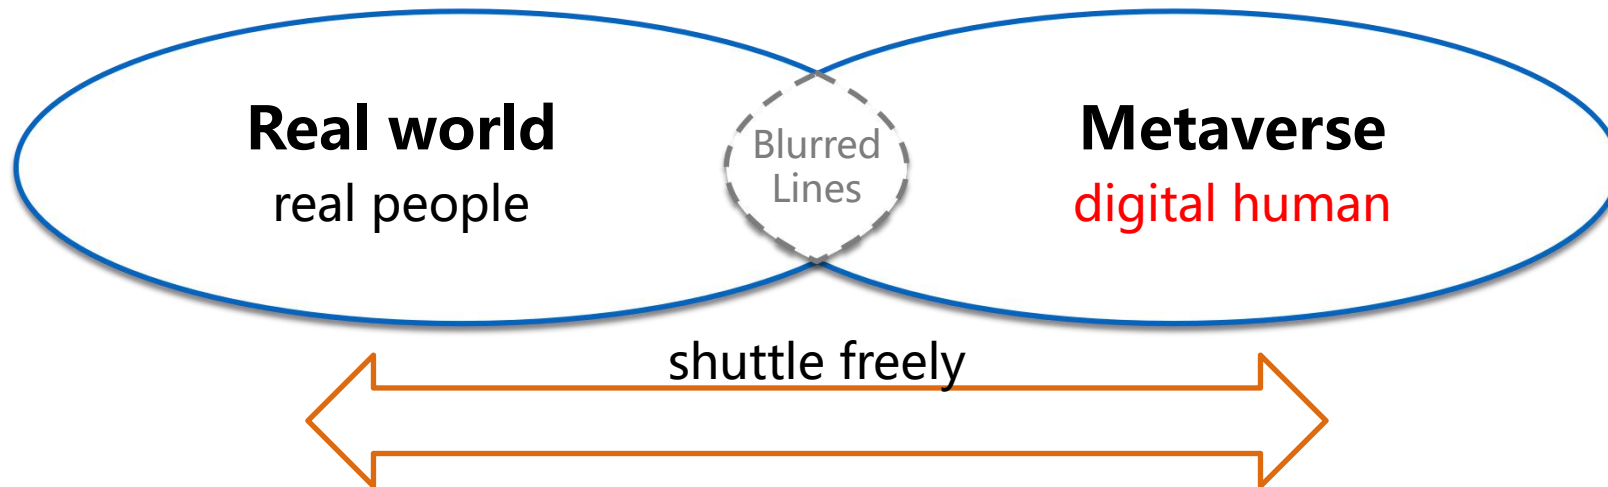 Real world
real people
Blurred
Lines
Metaverse
digital human
shuttle freely